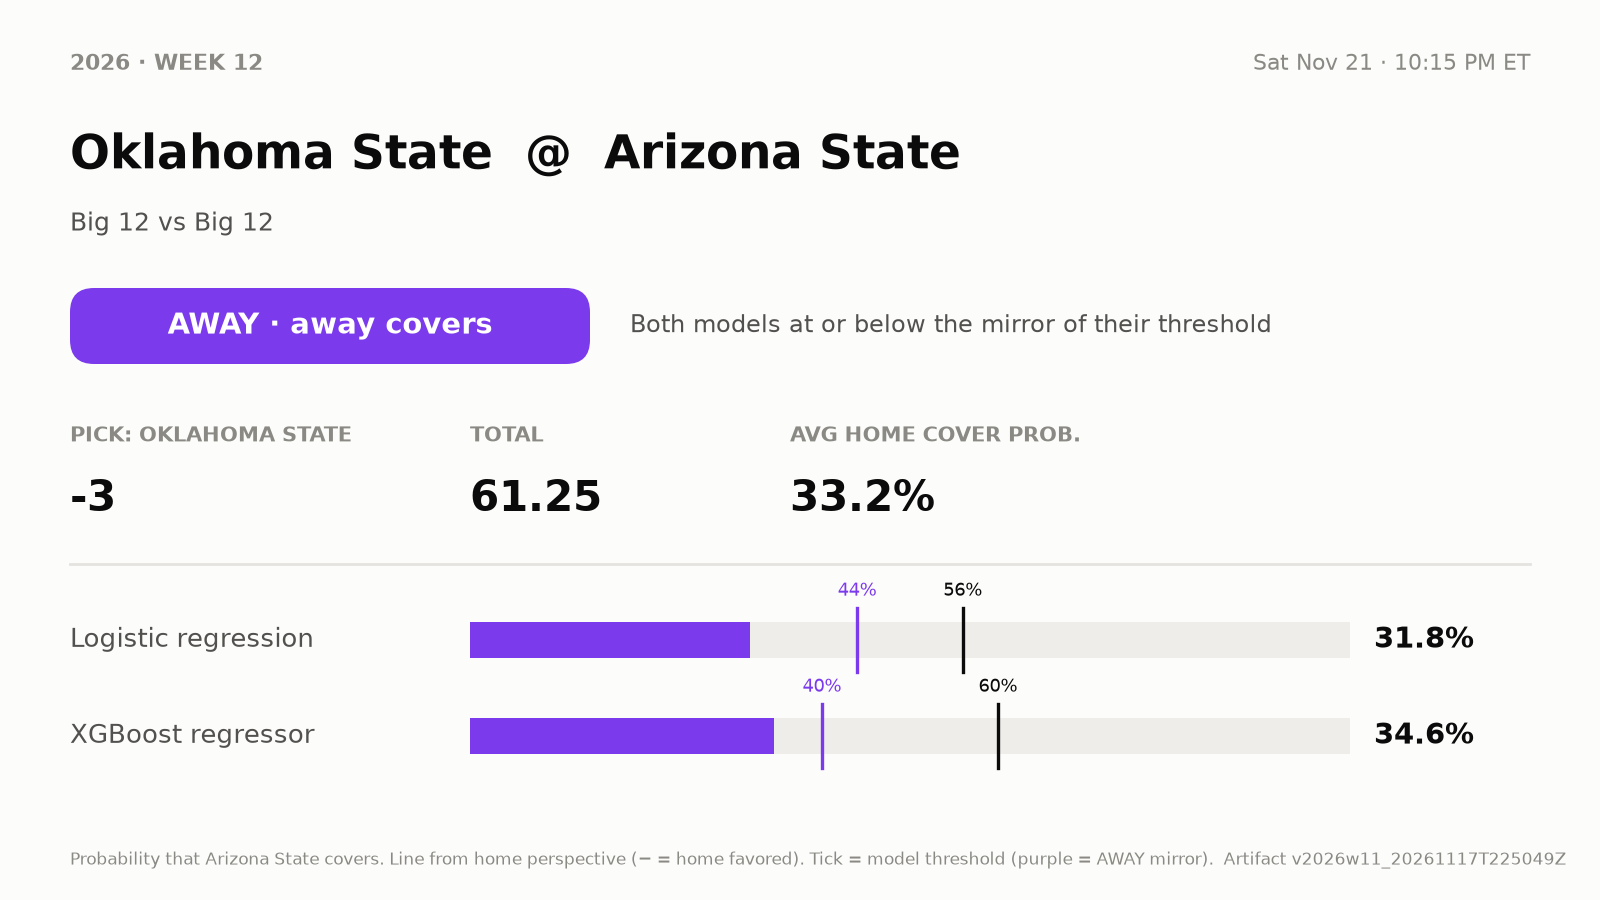 2026 · WEEK 12
Sat Nov 21 · 10:15 PM ET
Oklahoma State @ Arizona State
Big 12 vs Big 12
AWAY · away covers
Both models at or below the mirror of their threshold
PICK: OKLAHOMA STATE
TOTAL
AVG HOME COVER PROB.
-3
61.25
33.2%
44%
56%
Logistic regression
31.8%
40%
60%
XGBoost regressor
34.6%
Probability that Arizona State covers. Line from home perspective (− = home favored). Tick = model threshold (purple = AWAY mirror). Artifact v2026w11_20261117T225049Z